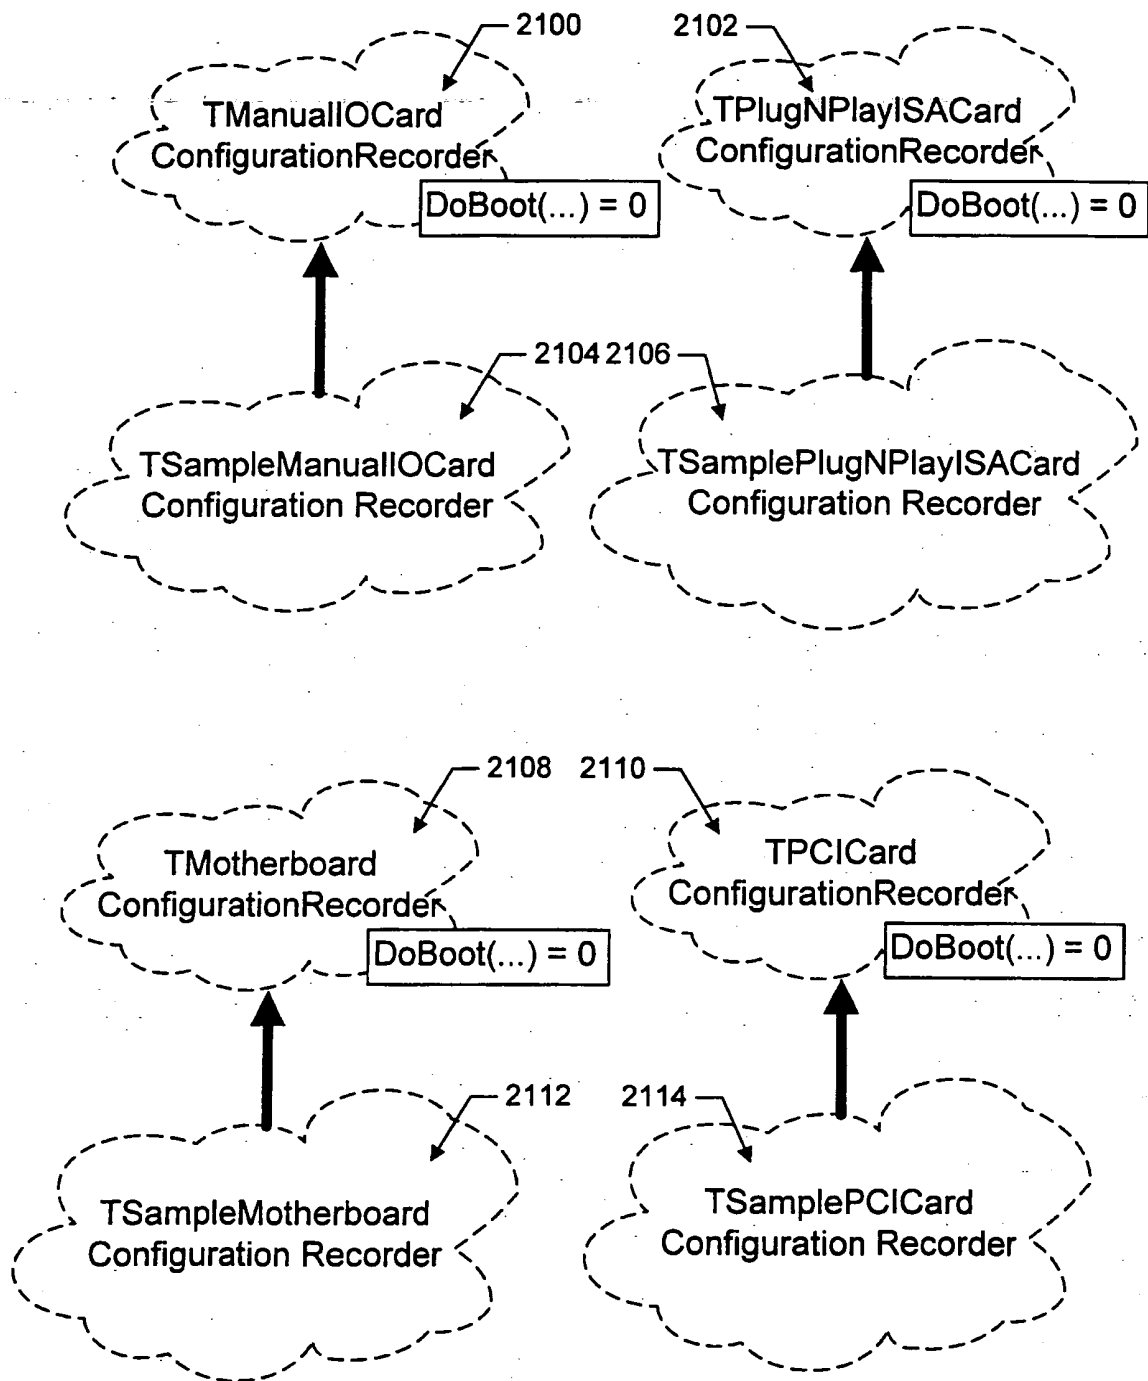 2100
2102
TManualIOCard
ConfigurationRecorder
DoBoot(...) = 0
TPlugNPlayISACard
ConfigurationRecorder
DoBoot(...) = 0
2104
2106
TSampleManualIOCard
Configuration Recorder
TSamplePlugNPlayISACard
Configuration Recorder
2108
2110
TMotherboard
ConfigurationRecorder
DoBoot(...) = 0
TPCICard
ConfigurationRecorder
DoBoot(...) = 0
2112
2114
TSampleMotherboard
Configuration Recorder
TSamplePCICard
Configuration Recorder